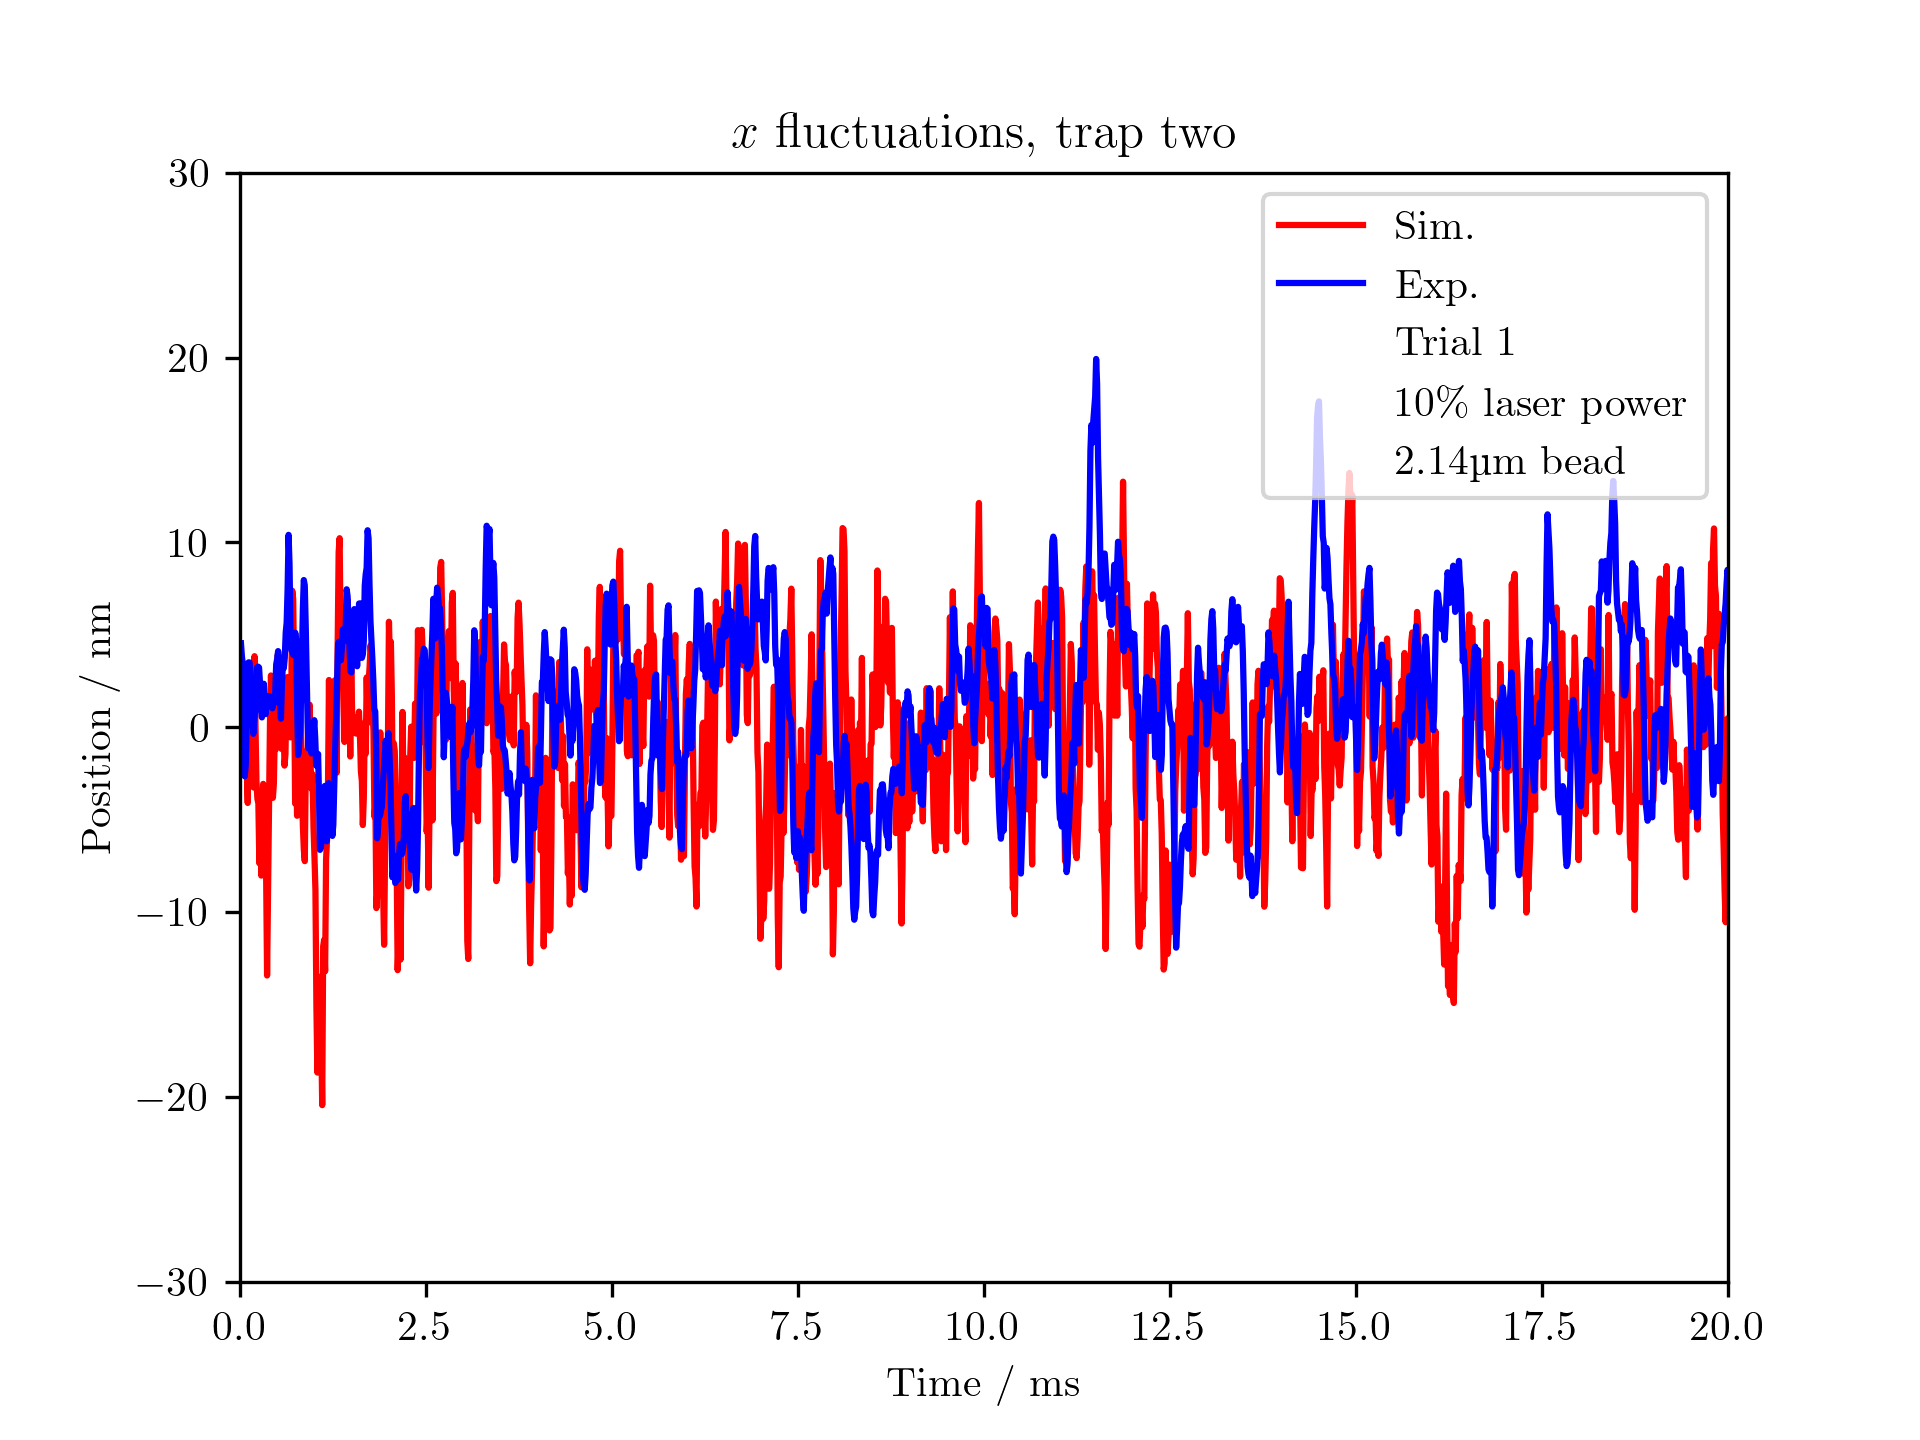 x fluctuations, trap two
Sim.
Exp.
Trial 1
10% laser power
2.14µm bead
Position / nm
30
20
10
0
−10
−20
−30
0.0 2.5 5.0 7.5 10.0 12.5 15.0 17.5 20.0
Time / ms